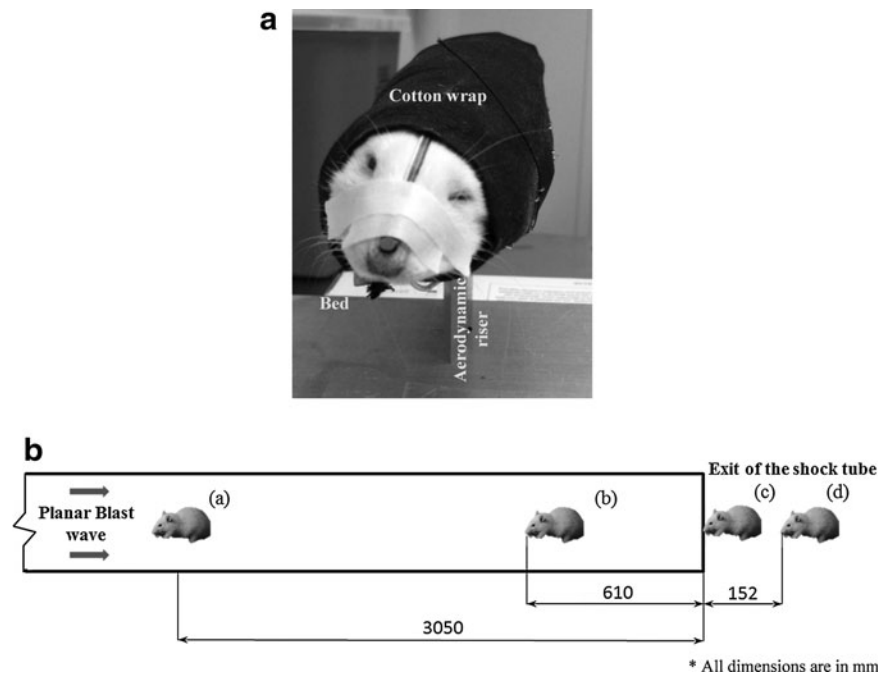 a
Cotton wrap
Bed
Aerodynamic
riser
b
Exit of the shock tube
Planar Blast
wave
(a)
(b)
(c)
(d)
610
152
3050
* All dimensions are in mm